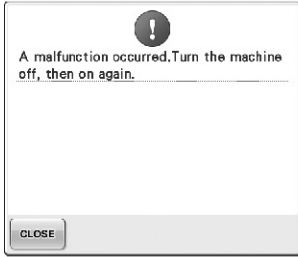 A malfunction occurred.Turn the machine
off, then on again.
CLOSE